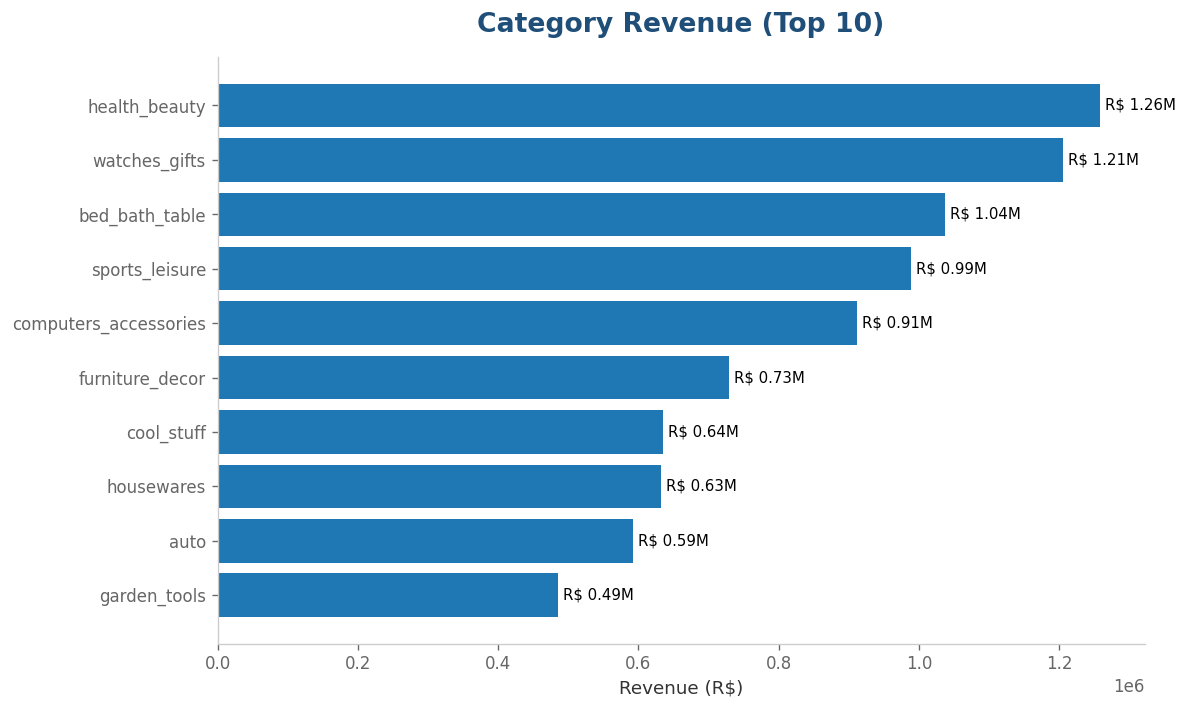 Category Revenue (Top 10)
health_beauty R$ 1.26M
watches_gifts R$ 1.21M
bed_bath_table R$ 1.04M
sports_leisure R$ 0.99M
computers_accessories R$ 0.91M
furniture_decor R$ 0.73M
cool_stuff R$ 0.64M
housewares R$ 0.63M
auto R$ 0.59M
garden_tools R$ 0.49M
0.0 0.2 0.4 0.6 0.8 1.0 1.2
1e6
Revenue (R$)